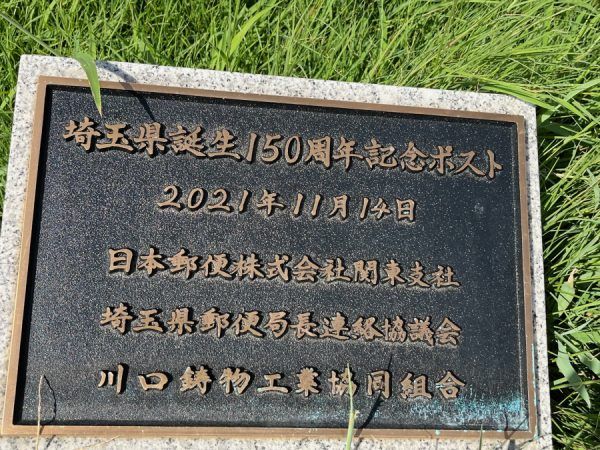 埼玉県誕生150周年記念ポスト
2021年11月14日
日本郵便株式会社関東支社
埼玉県郵便局長連絡協議会
川口鋳物工業協同組合